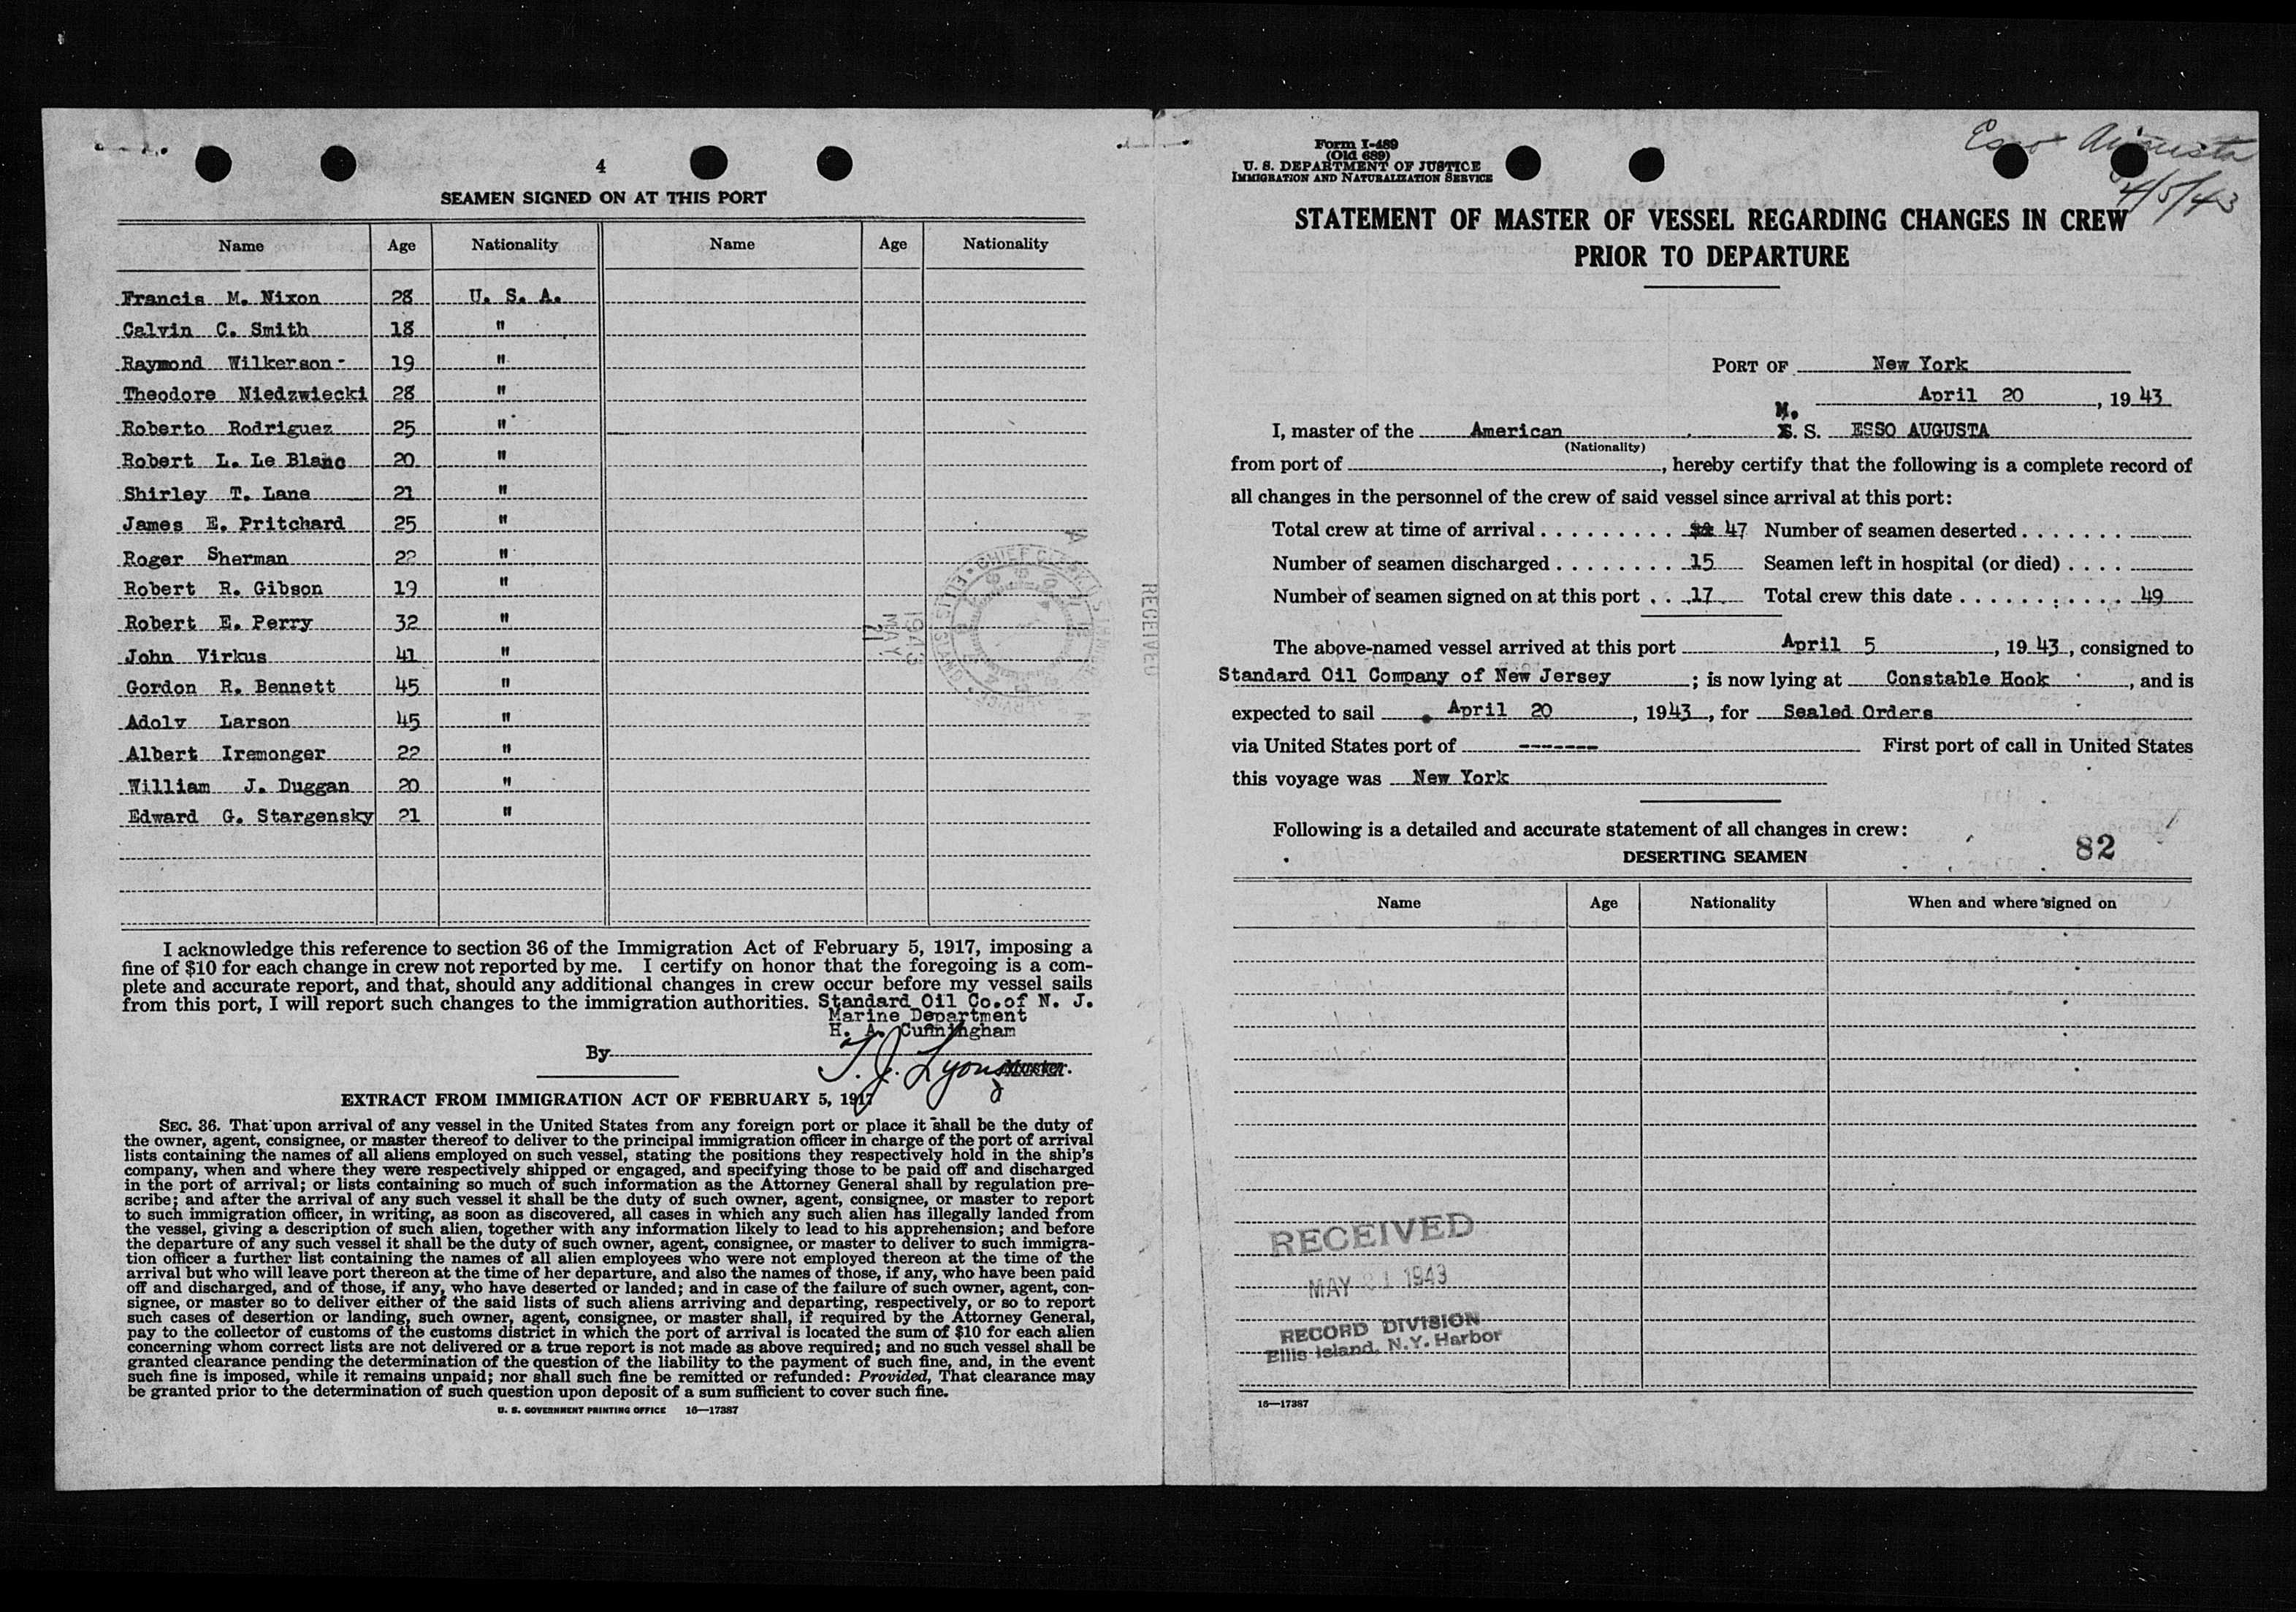 4
SEAMEN SIGNED ON AT THIS PORT
Name Age Nationality Name Age Nationality
Francis M. Nixon 28 U. S. A.
Calvin C. Smith 18 "
Raymond Wilkerson- 19 "
Theodore Niedzwiecki 28 "
Roberto Rodriguez 25 "
Robert L. Le Blanc 20 "
Shirley T. Lane 21 "
James E. Pritchard 25 "
Roger Sherman 22 "
Robert R. Gibson 19 "
Robert E. Perry 32 "
John Virkus 41 "
Gordon R. Bennett 45 "
Adolv Larson 45 "
Albert Iremonger 22 "
William J. Duggan 20 "
Edward G. Stargensky 21 "
1943
MAY
21
RECEIVED
I acknowledge this reference to section 36 of the Immigration Act of February 5, 1917, imposing a
fine of $10 for each change in crew not reported by me. I certify on honor that the foregoing is a com-
plete and accurate report, and that, should any additional changes in crew occur before my vessel sails
from this port, I will report such changes to the immigration authorities. Standard Oil Co.of N. J.
Marine Department
H. A. Cunningham
By
T. J. Lyons Master.
EXTRACT FROM IMMIGRATION ACT OF FEBRUARY 5, 1917
SEC. 36. That upon arrival of any vessel in the United States from any foreign port or place it shall be the duty of
the owner, agent, consignee, or master thereof to deliver to the principal immigration officer in charge of the port of arrival
lists containing the names of all aliens employed on such vessel, stating the positions they respectively hold in the ship's
company, when and where they were respectively shipped or engaged, and specifying those to be paid off and discharged
in the port of arrival; or lists containing so much of such information as the Attorney General shall by regulation pre-
scribe; and after the arrival of any such vessel it shall be the duty of such owner, agent, consignee, or master to report
to such immigration officer, in writing, as soon as discovered, all cases in which any such alien has illegally landed from
the vessel, giving a description of such alien, together with any information likely to lead to his apprehension; and before
the departure of any such vessel it shall be the duty of such owner, agent, consignee, or master to deliver to such immigra-
tion officer a further list containing the names of all alien employees who were not employed thereon at the time of the
arrival but who will leave port thereon at the time of her departure, and also the names of those, if any, who have been paid
off and discharged, and of those, if any, who have deserted or landed; and in case of the failure of such owner, agent, con-
signee, or master so to deliver either of the said lists of such aliens arriving and departing, respectively, or so to report
such cases of desertion or landing, such owner, agent, consignee, or master shall, if required by the Attorney General,
pay to the collector of customs of the customs district in which the port of arrival is located the sum of $10 for each alien
concerning whom correct lists are not delivered or a true report is not made as above required; and no such vessel shall be
granted clearance pending the determination of the question of the liability to the payment of such fine, and, in the event
such fine is imposed, while it remains unpaid; nor shall such fine be remitted or refunded: Provided, That clearance may
be granted prior to the determination of such question upon deposit of a sum sufficient to cover such fine.
U. S. GOVERNMENT PRINTING OFFICE 16—17387
Esso Augusta
4/5/43
Form I-489
(Old 689)
U. S. DEPARTMENT OF JUSTICE
IMMIGRATION AND NATURALIZATION SERVICE
STATEMENT OF MASTER OF VESSEL REGARDING CHANGES IN CREW
PRIOR TO DEPARTURE
PORT OF New York
April 20, 1943
I, master of the American M. S. ESSO AUGUSTA
(Nationality)
from port of , hereby certify that the following is a complete record of
all changes in the personnel of the crew of said vessel since arrival at this port:
Total crew at time of arrival . . . . . . . . . 47 Number of seamen deserted . . . . . . .
Number of seamen discharged . . . . . . . . 15 Seamen left in hospital (or died) . . . .
Number of seamen signed on at this port . . 17 Total crew this date . . . . . . . . . . . 49
The above-named vessel arrived at this port April 5, 1943, consigned to
Standard Oil Company of New Jersey ; is now lying at Constable Hook , and is
expected to sail April 20 , 1943, for Sealed Orders
via United States port of ------- First port of call in United States
this voyage was New York
Following is a detailed and accurate statement of all changes in crew:
DESERTING SEAMEN 82
Name Age Nationality When and where signed on
RECEIVED
MAY 21 1943
RECORD DIVISION
Ellis Island, N.Y. Harbor
16—17387